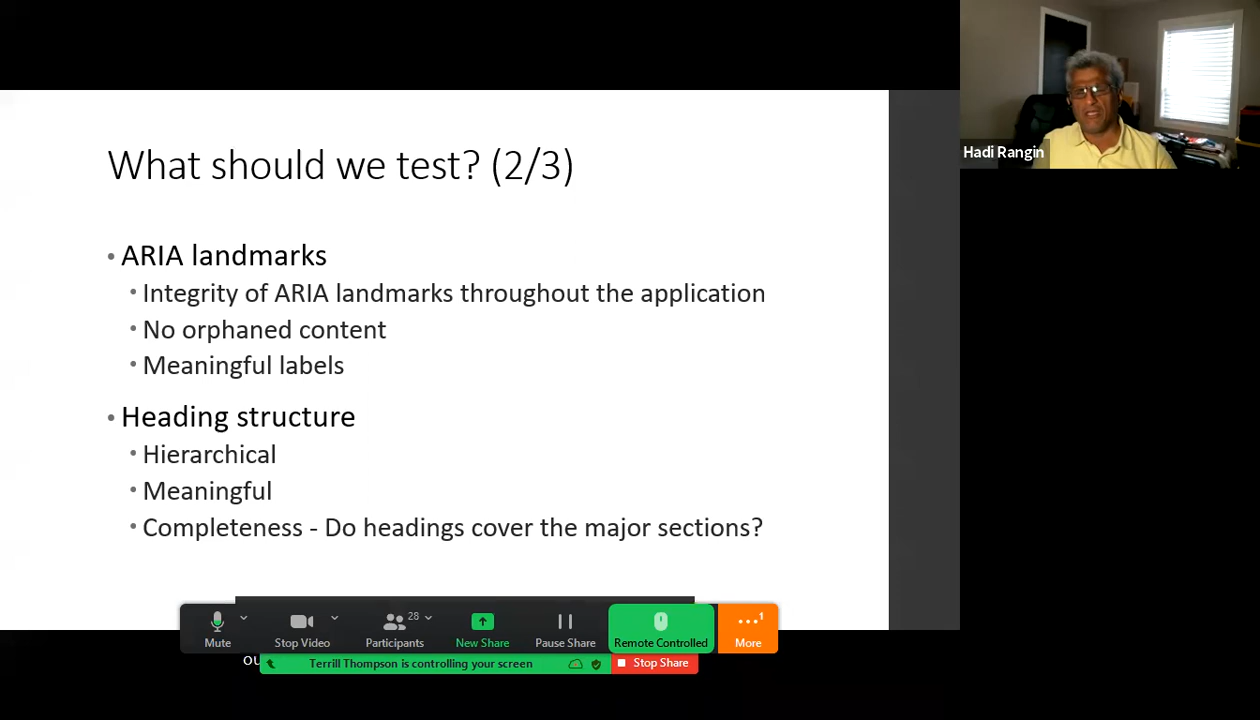 What should we test? (2/3)
• ARIA landmarks
• Integrity of ARIA landmarks throughout the application
• No orphaned content
• Meaningful labels
• Heading structure
• Hierarchical
• Meaningful
• Completeness - Do headings cover the major sections?
Hadi Rangin
28
1
Mute
Stop Video
Participants
New Share
Pause Share
Remote Controlled
More
Terrill Thompson is controlling your screen
Stop Share